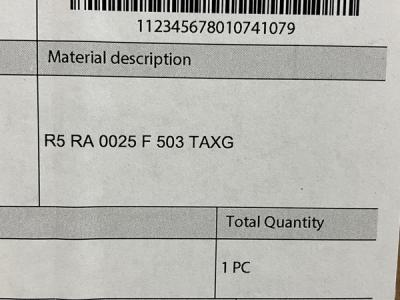 112345678010741079
Material description
R5 RA 0025 F 503 TAXG
Total Quantity
1 PC